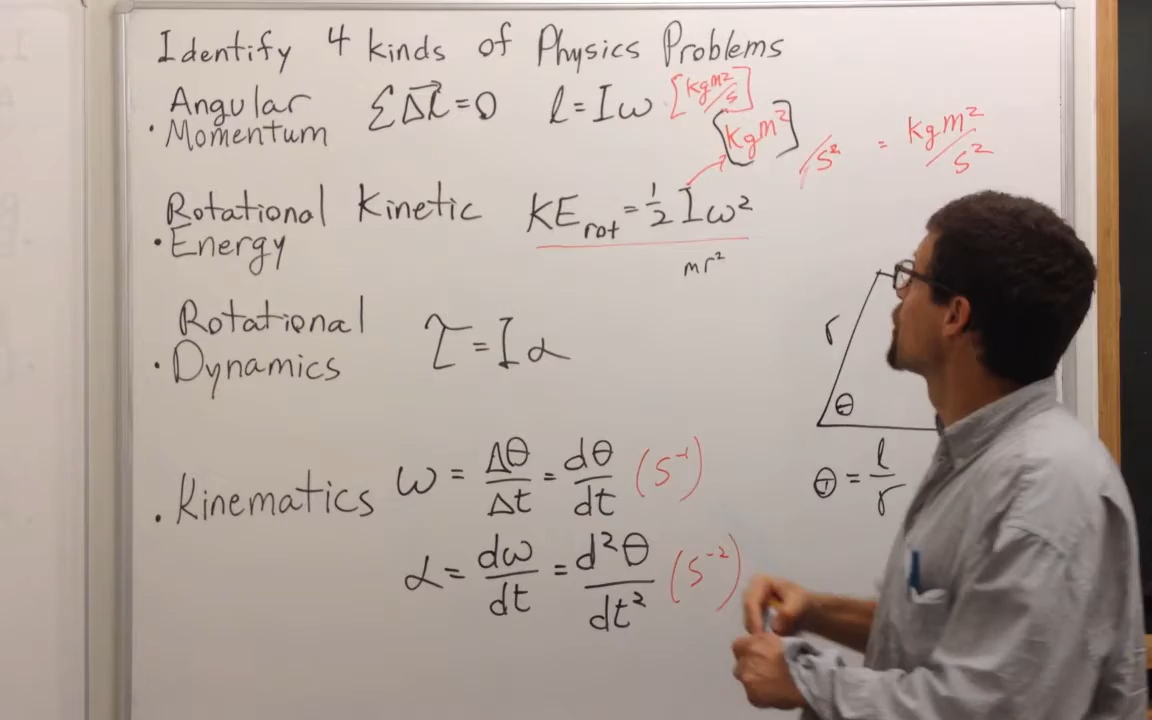 Identify 4 kinds of Physics Problems
· Angular Momentum ΣΔL⃗ = 0 l = Iω [kgm²/s]
[kgm²] /s² = kgm²/s²
· Rotational Kinetic Energy KE_rot = ½ Iω²
mr²
· Rotational Dynamics τ = Iα
r
θ
· Kinematics ω = Δθ/Δt = dθ/dt (s⁻¹)
θ = l/r
α = dω/dt = d²θ/dt² (s⁻²)